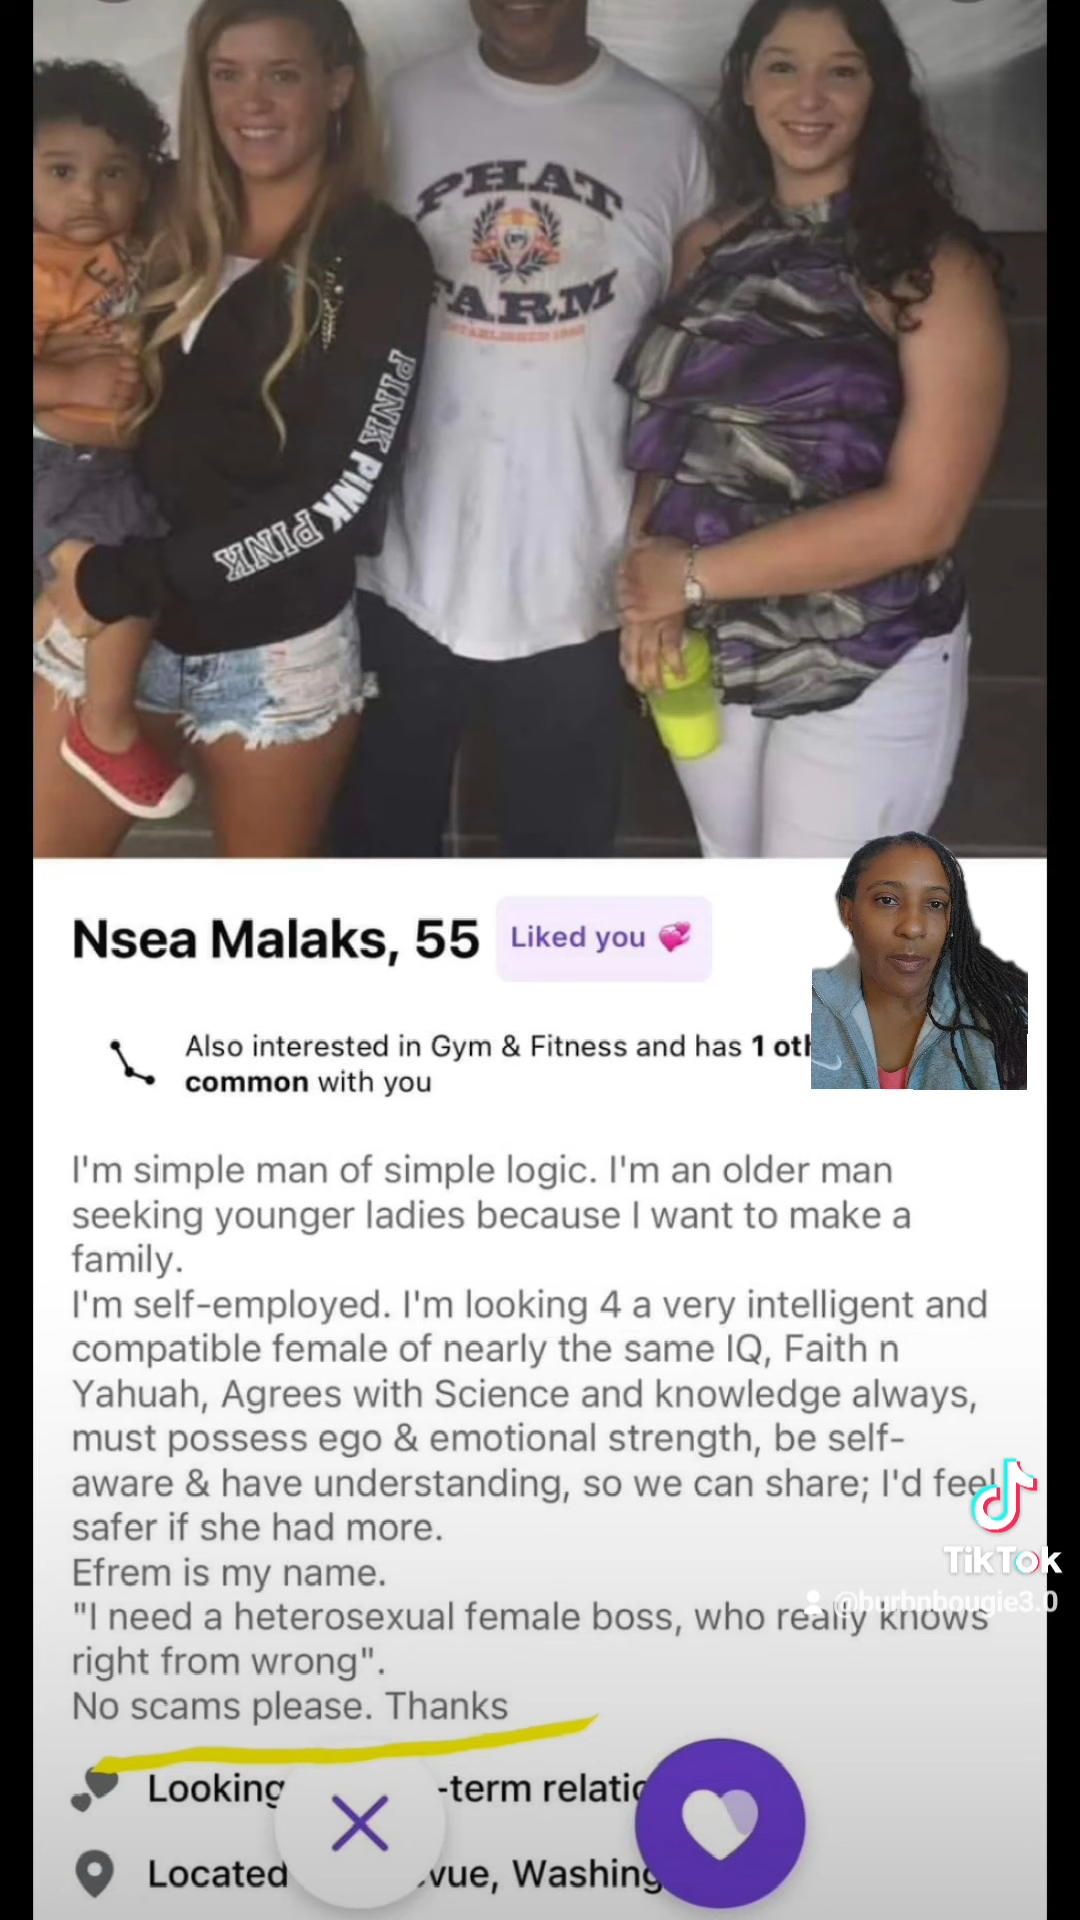 PHAT
FARM
ESTABLISHED
PINK PINK PINK
Nsea Malaks, 55
Liked you
Also interested in Gym & Fitness and has 1 oth
common with you
I'm simple man of simple logic. I'm an older man
seeking younger ladies because I want to make a
family.
I'm self-employed. I'm looking 4 a very intelligent and
compatible female of nearly the same IQ, Faith n
Yahuah, Agrees with Science and knowledge always,
must possess ego & emotional strength, be self-
aware & have understanding, so we can share; I'd feel
safer if she had more.
Efrem is my name.
"I need a heterosexual female boss, who really knows
right from wrong".
No scams please. Thanks
TikTok
@burbnbougie3.0
Looking -term relatio
Located vue, Washing